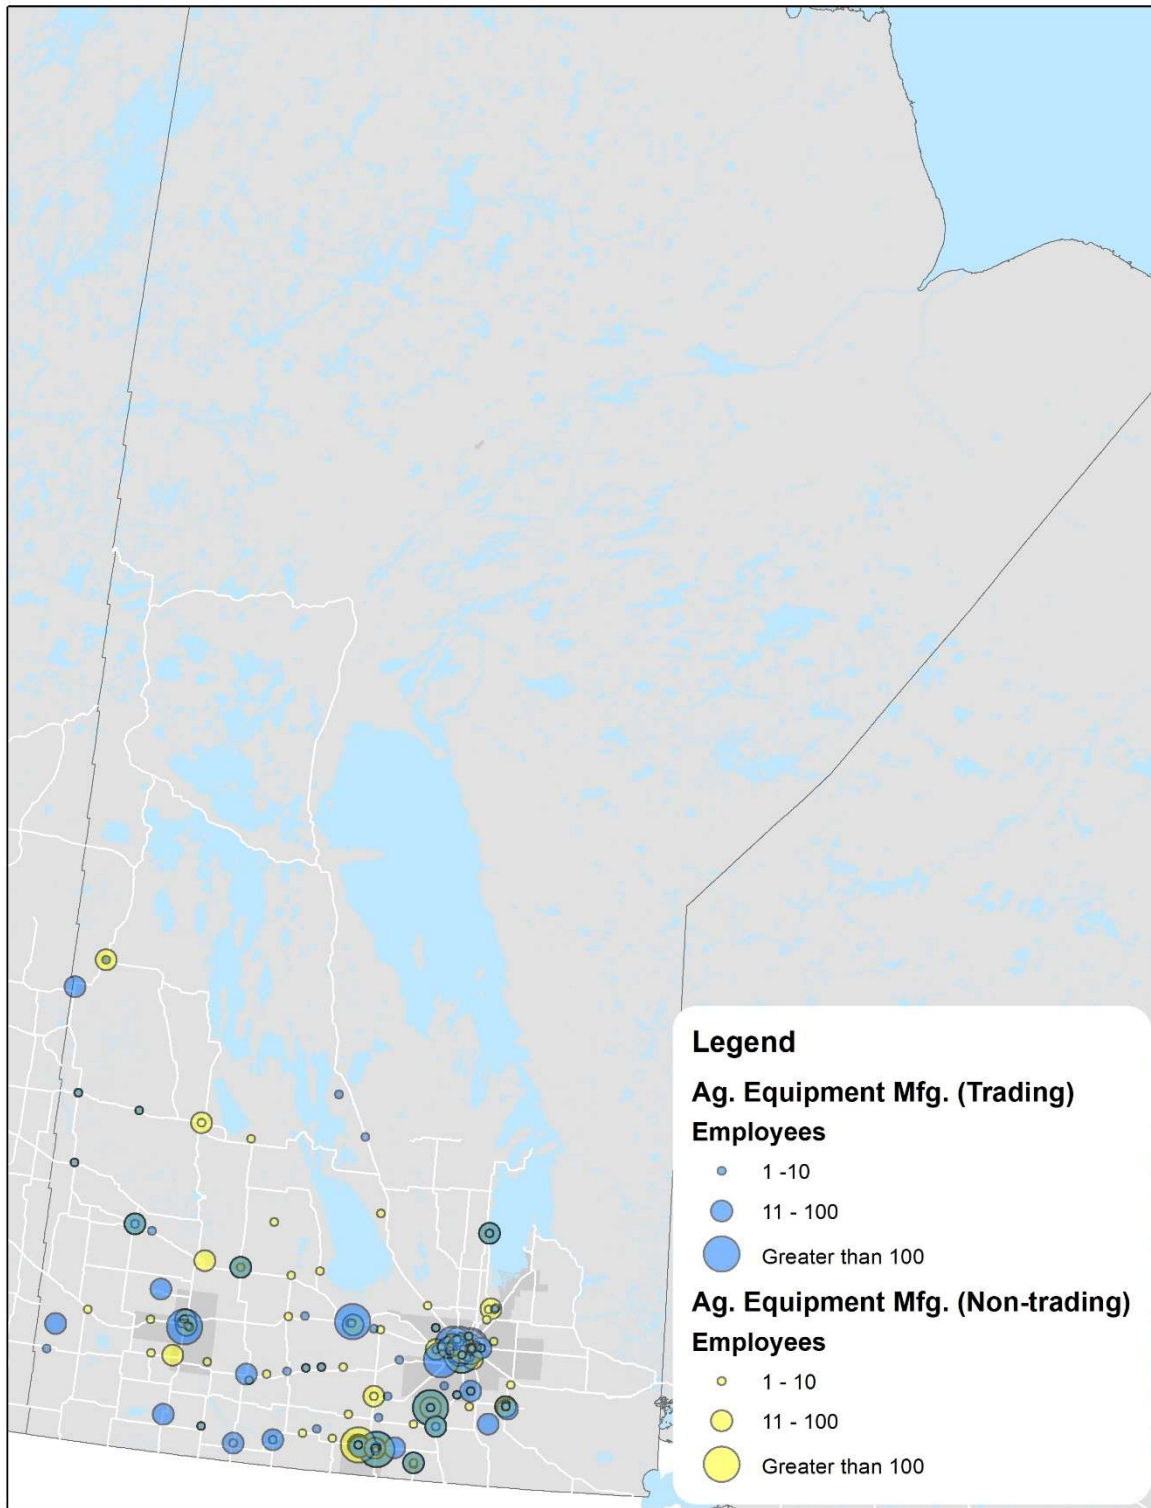 Legend
Ag. Equipment Mfg. (Trading)
Employees
1 -10
11 - 100
Greater than 100
Ag. Equipment Mfg. (Non-trading)
Employees
1 - 10
11 - 100
Greater than 100